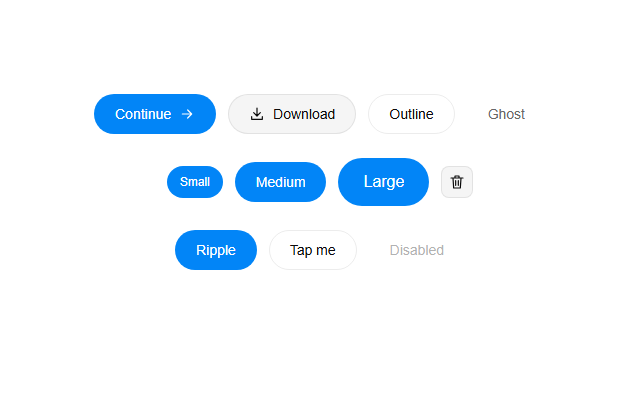 Continue
Download
Outline
Ghost
Small
Medium
Large
Ripple
Tap me
Disabled